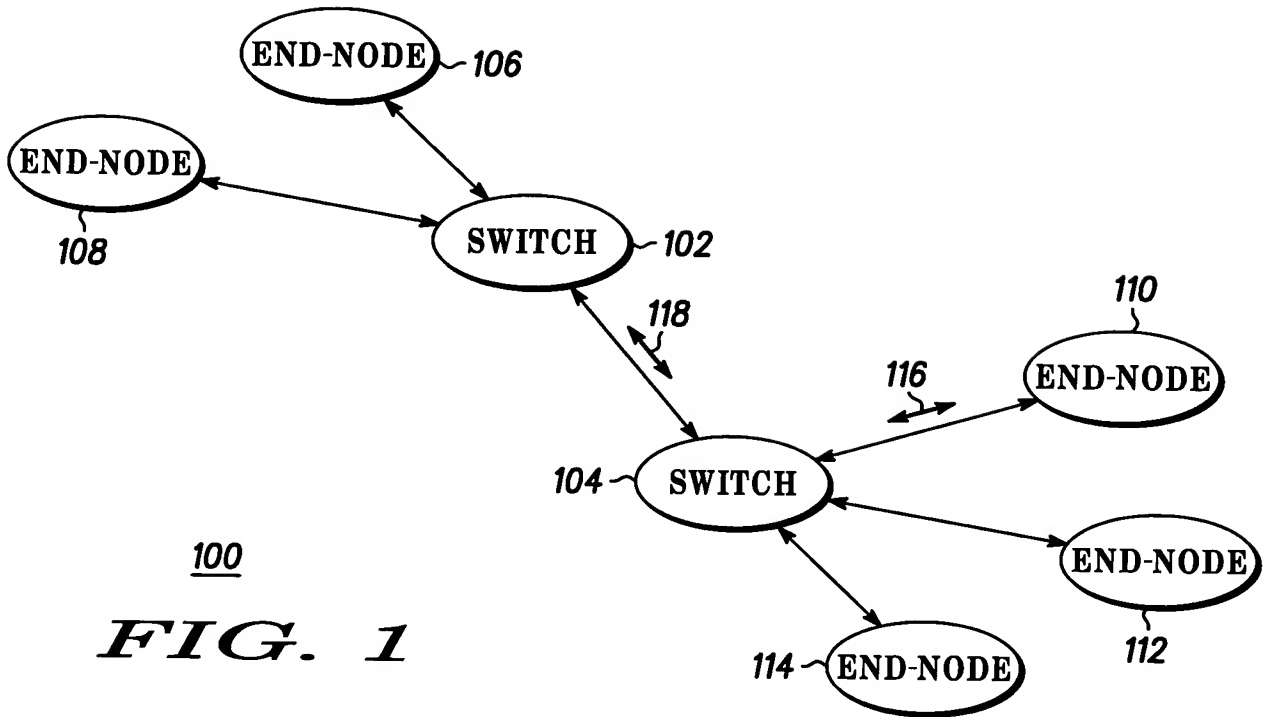 END-NODE
106
END-NODE
108
SWITCH
102
118
110
END-NODE
116
104
SWITCH
END-NODE
112
114
END-NODE
100
FIG. 1